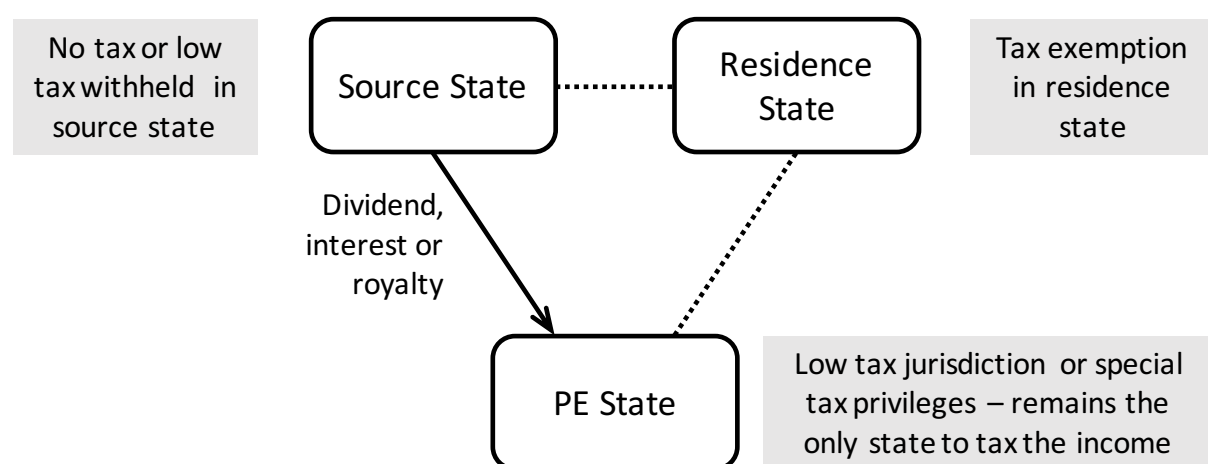 No tax or low
tax withheld in
source state
Source State
Residence
State
Tax exemption
in residence
state
Dividend,
interest or
royalty
PE State
Low tax jurisdiction or special
tax privileges – remains the
only state to tax the income